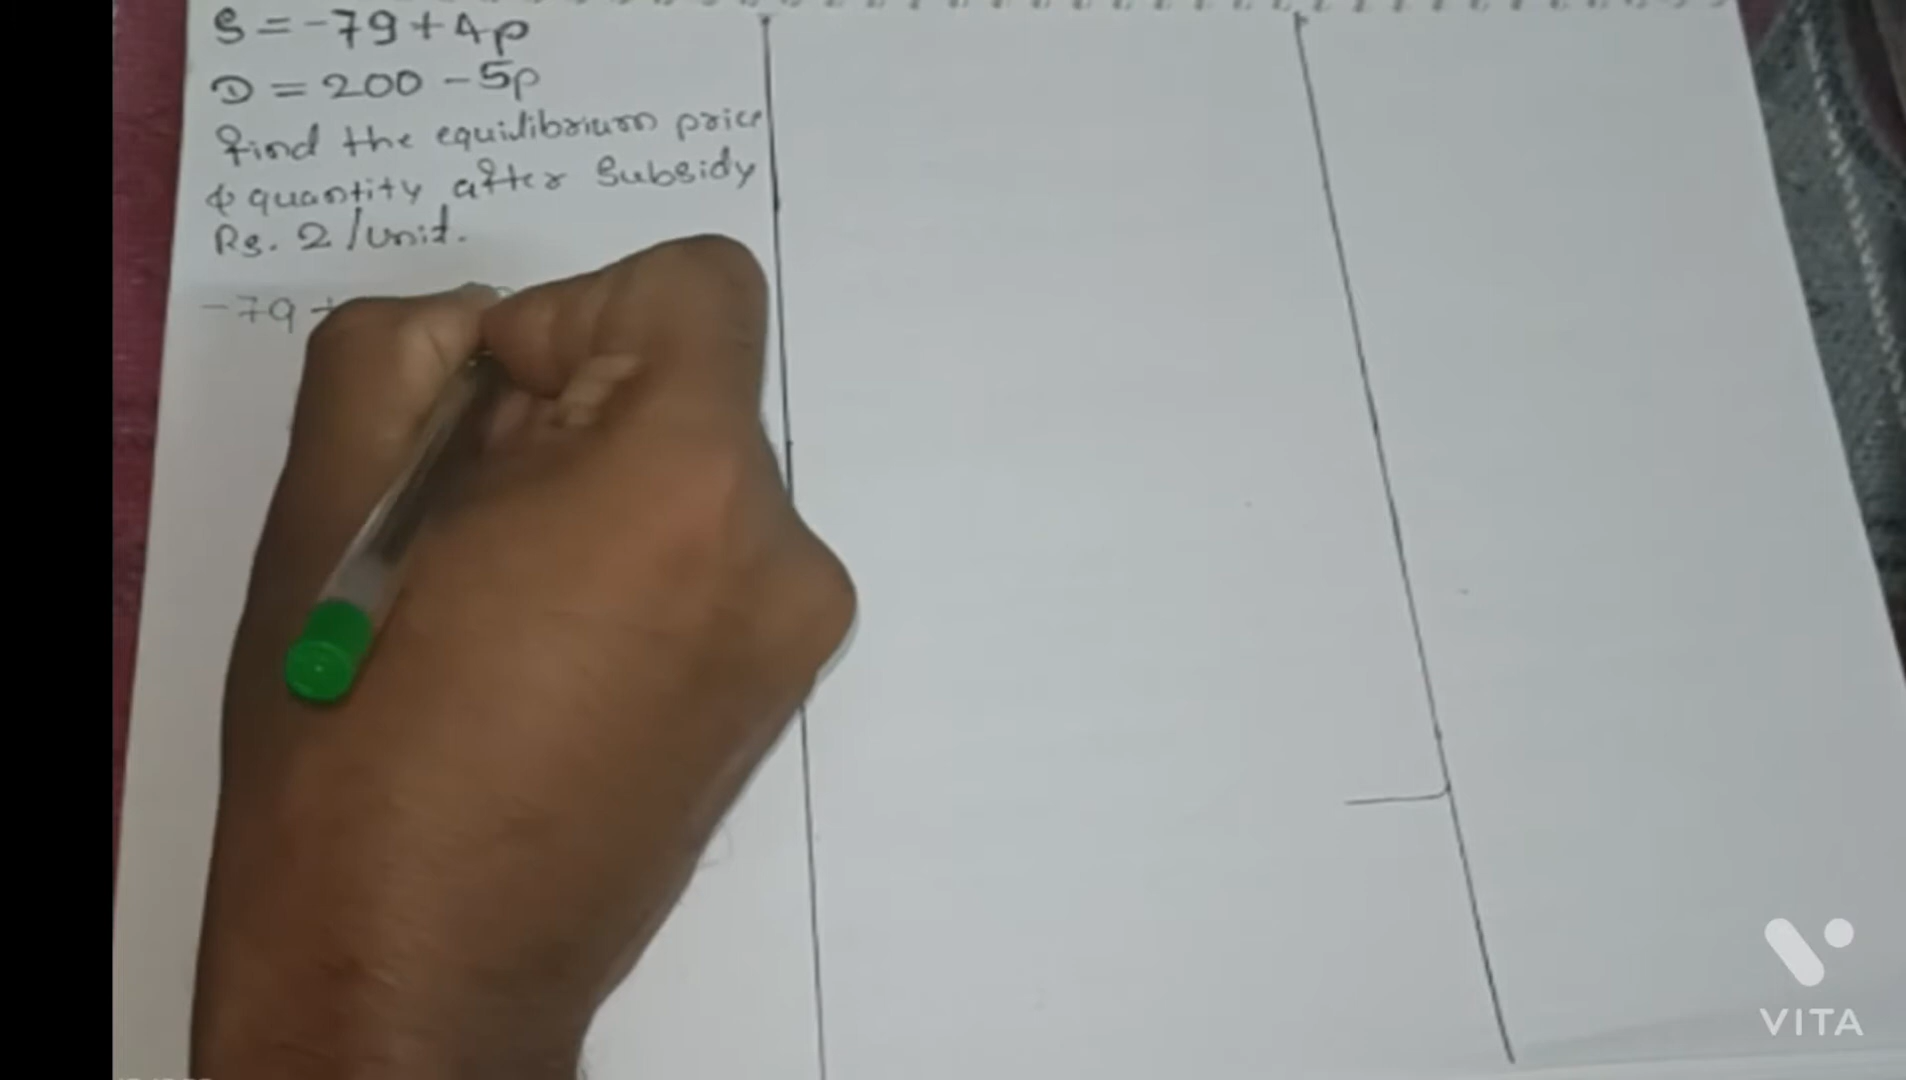 S = -79 + 4p
D = 200 - 5p
find the equilibrium price
& quantity after Subsidy
Rs. 2/Unit.
-79 +
VITA